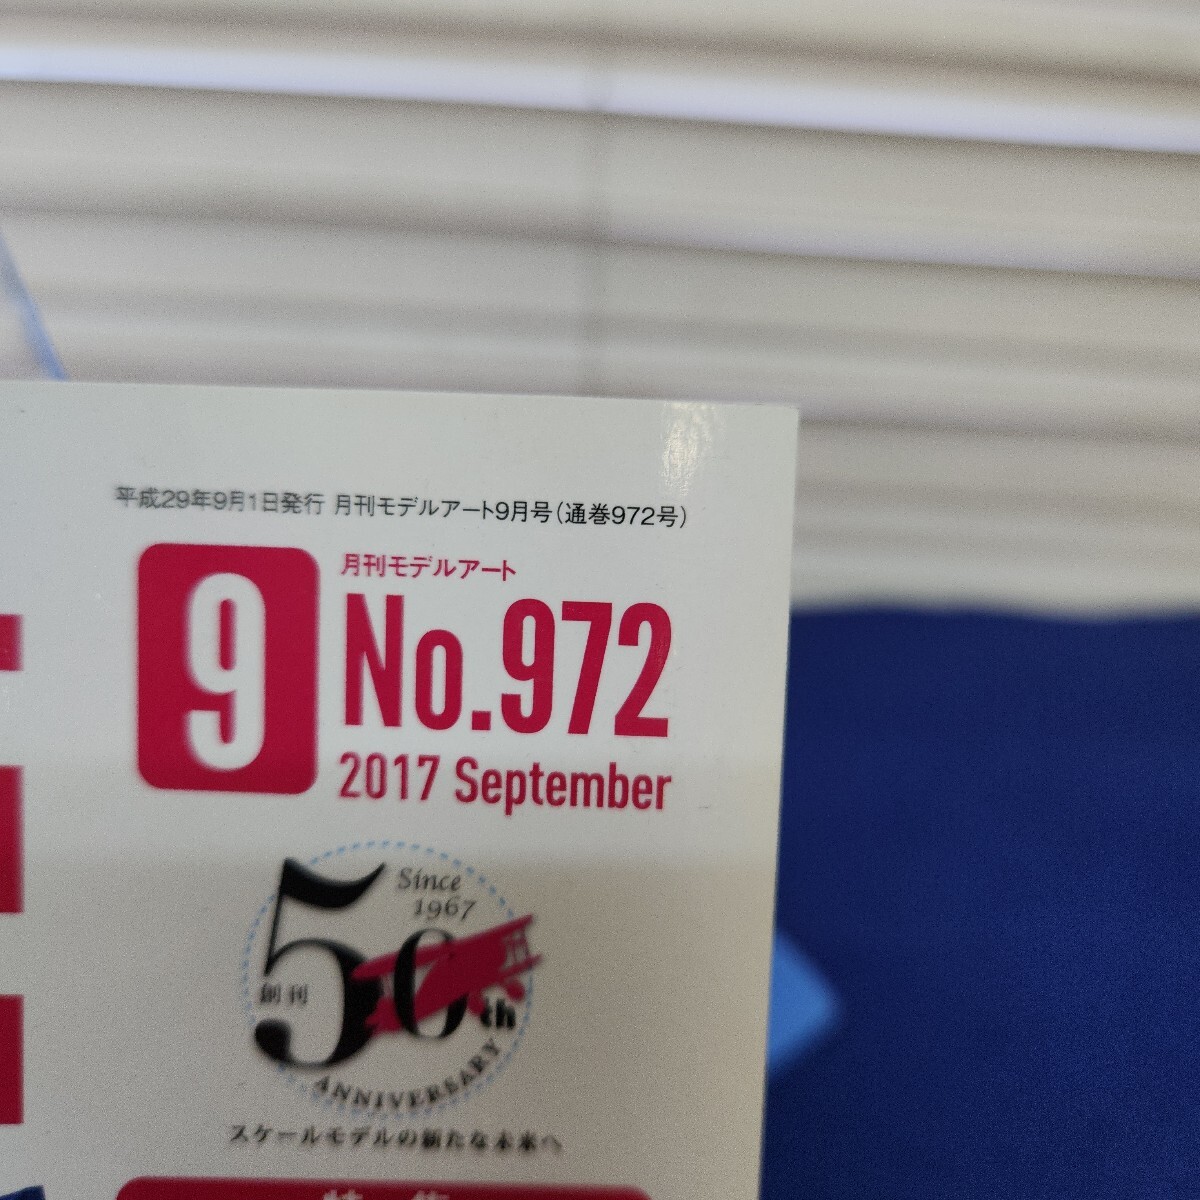 平成29年9月1日発行 月刊モデルアート9月号(通巻972号)
9
月刊モデルアート
No.972
2017 September
Since
1967
創刊
50th
ANNIVERSARY
スケールモデルの新たな未来へ
特集